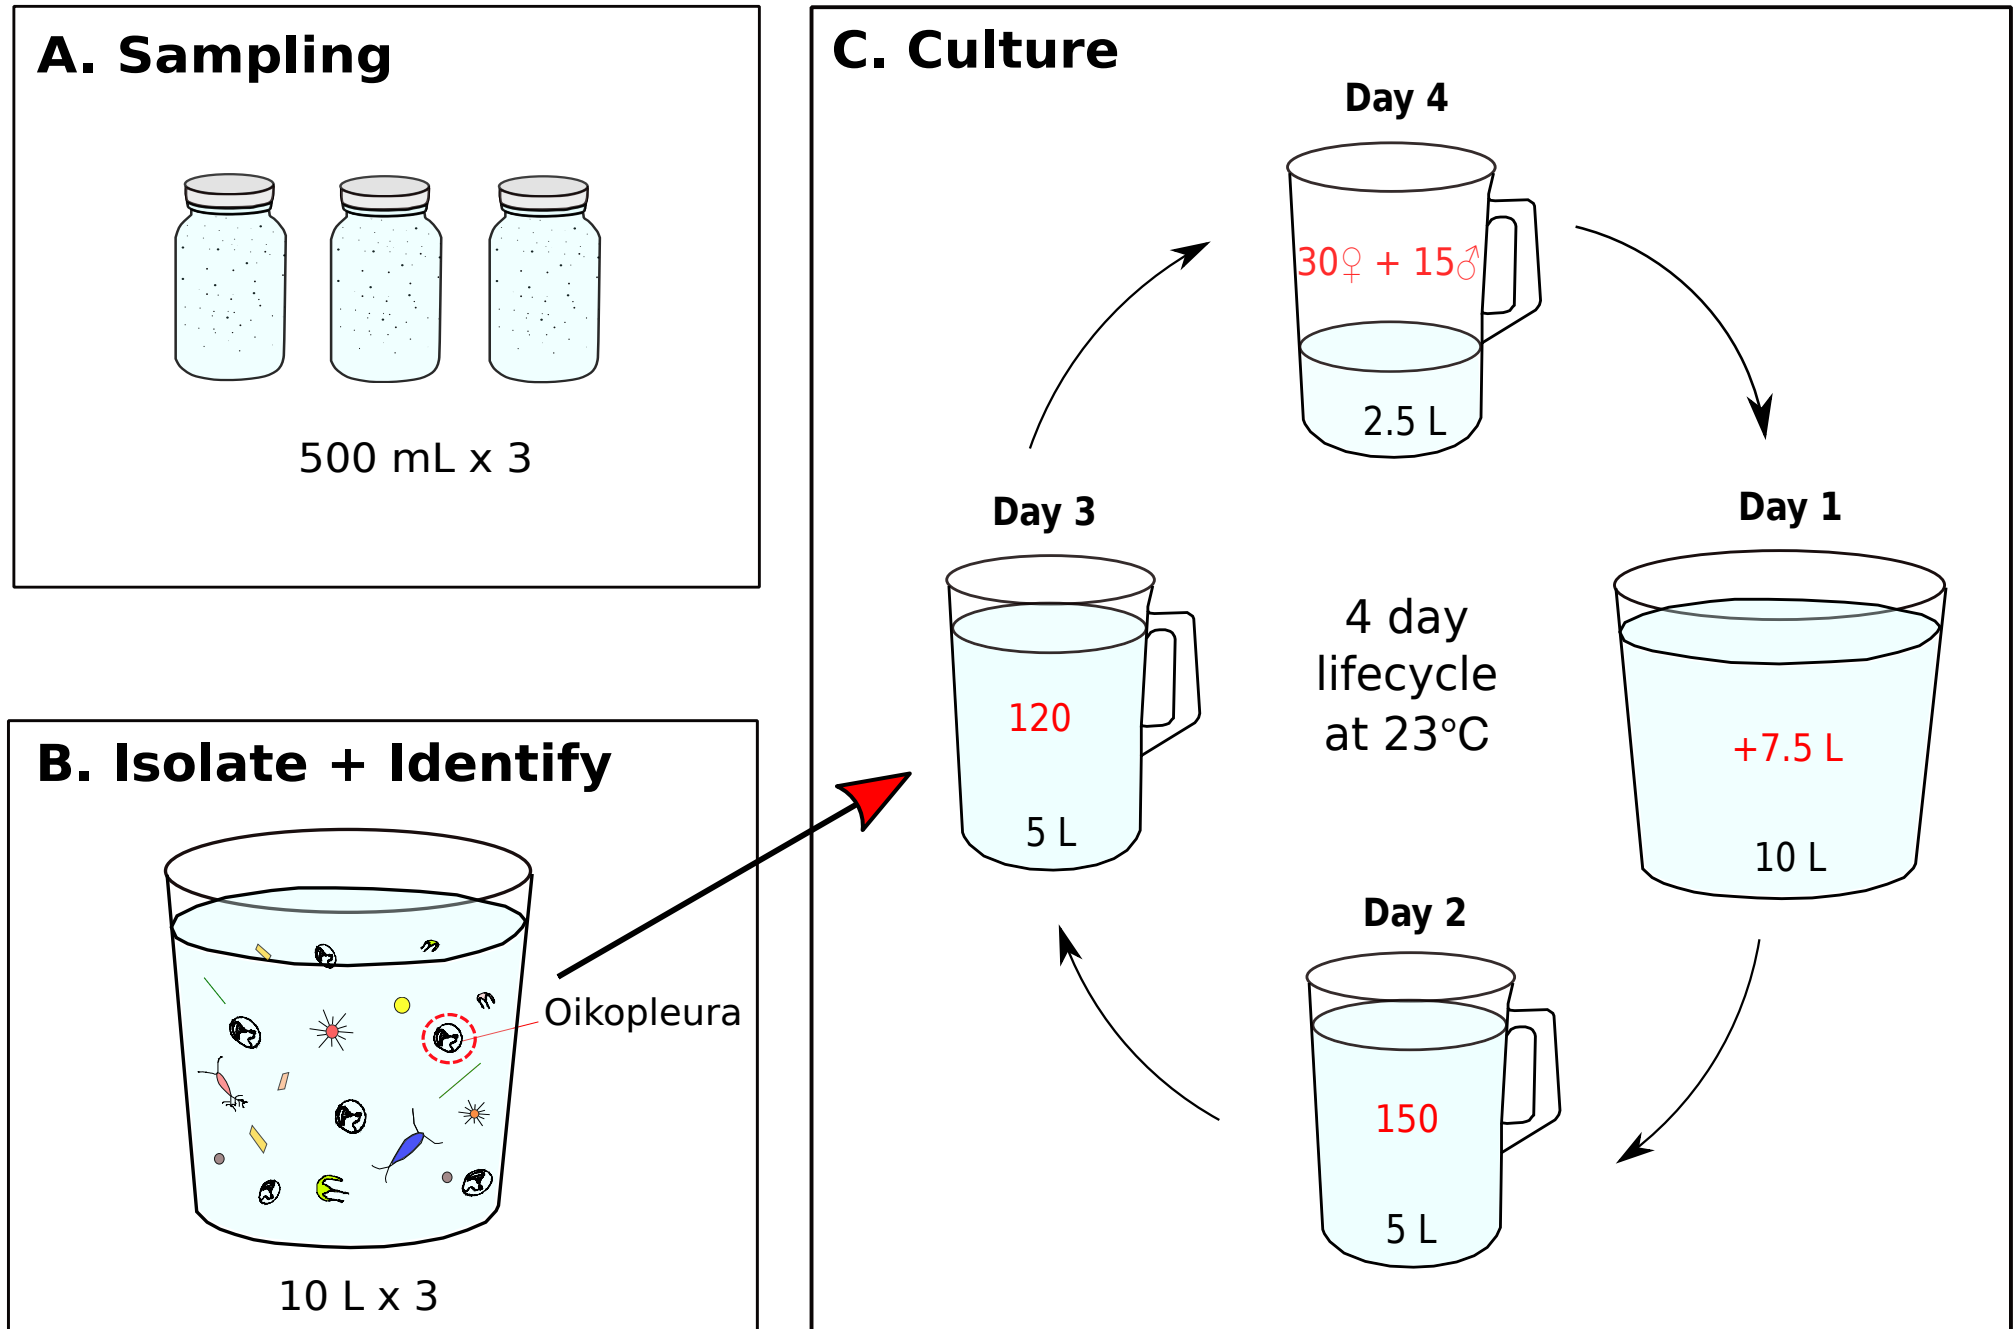 A. Sampling
500 mL x 3
B. Isolate + Identify
Oikopleura
10 L x 3
C. Culture
Day 4
30♀ + 15♂
2.5 L
Day 1
+7.5 L
10 L
Day 2
150
5 L
Day 3
120
5 L
4 day
lifecycle
at 23°C